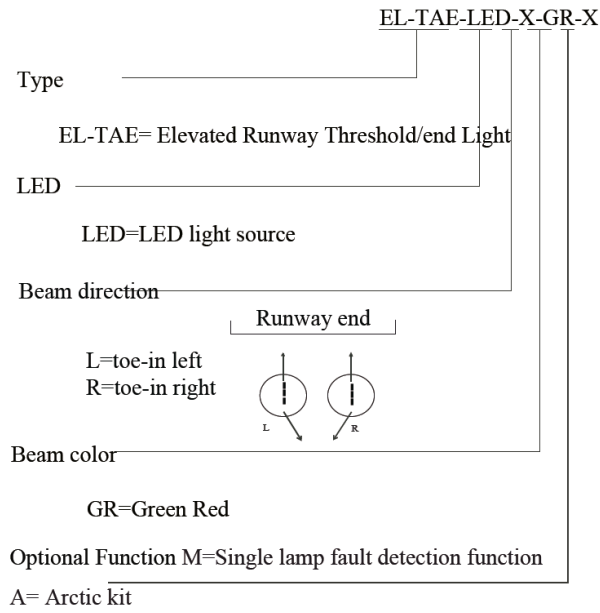 EL-TAE-LED-X-GR-X
Type
EL-TAE= Elevated Runway Threshold/end Light
LED
LED=LED light source
Beam direction
Runway end
L=toe-in left
R=toe-in right
L
R
Beam color
GR=Green Red
Optional Function M=Single lamp fault detection function
A= Arctic kit